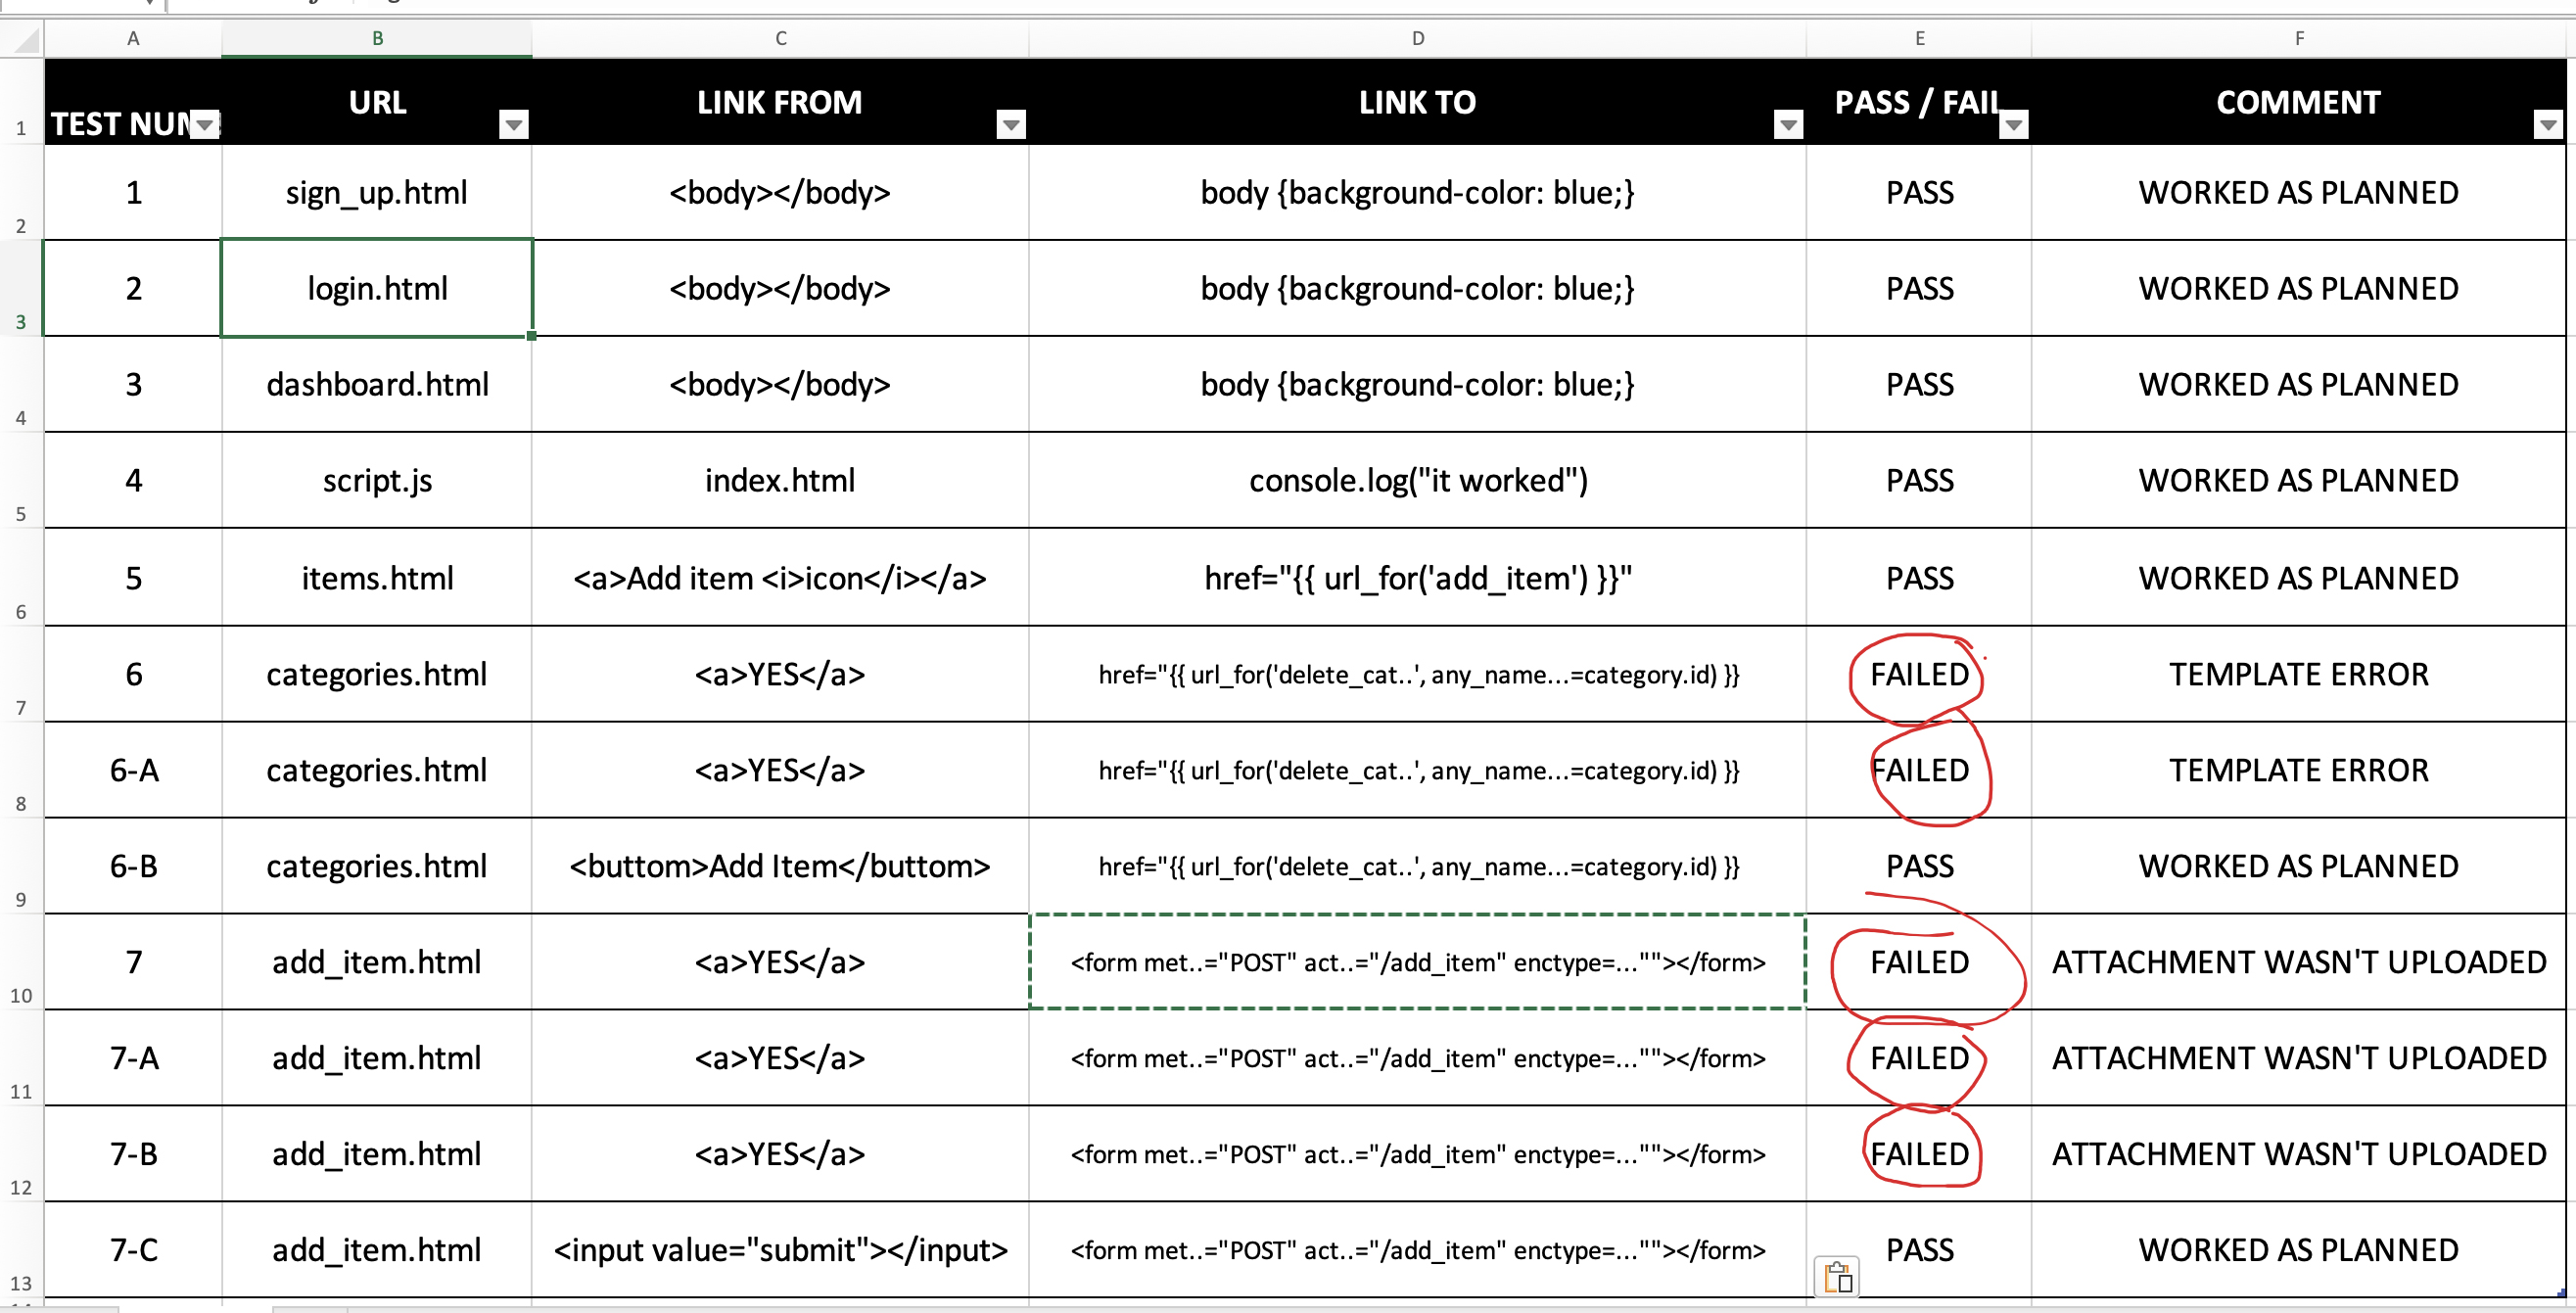 A B C D E F
1 TEST NUM URL LINK FROM LINK TO PASS / FAIL COMMENT
2 1 sign_up.html <body></body> body {background-color: blue;} PASS WORKED AS PLANNED
3 2 login.html <body></body> body {background-color: blue;} PASS WORKED AS PLANNED
4 3 dashboard.html <body></body> body {background-color: blue;} PASS WORKED AS PLANNED
5 4 script.js index.html console.log("it worked") PASS WORKED AS PLANNED
6 5 items.html <a>Add item <i>icon</i></a> href="{{ url_for('add_item') }}" PASS WORKED AS PLANNED
7 6 categories.html <a>YES</a> href="{{ url_for('delete_cat..', any_name...=category.id) }} FAILED TEMPLATE ERROR
8 6-A categories.html <a>YES</a> href="{{ url_for('delete_cat..', any_name...=category.id) }} FAILED TEMPLATE ERROR
9 6-B categories.html <buttom>Add Item</buttom> href="{{ url_for('delete_cat..', any_name...=category.id) }} PASS WORKED AS PLANNED
10 7 add_item.html <a>YES</a> <form met..="POST" act..="/add_item" enctype=...""></form> FAILED ATTACHMENT WASN'T UPLOADED
11 7-A add_item.html <a>YES</a> <form met..="POST" act..="/add_item" enctype=...""></form> FAILED ATTACHMENT WASN'T UPLOADED
12 7-B add_item.html <a>YES</a> <form met..="POST" act..="/add_item" enctype=...""></form> FAILED ATTACHMENT WASN'T UPLOADED
13 7-C add_item.html <input value="submit"></input> <form met..="POST" act..="/add_item" enctype=...""></form> PASS WORKED AS PLANNED